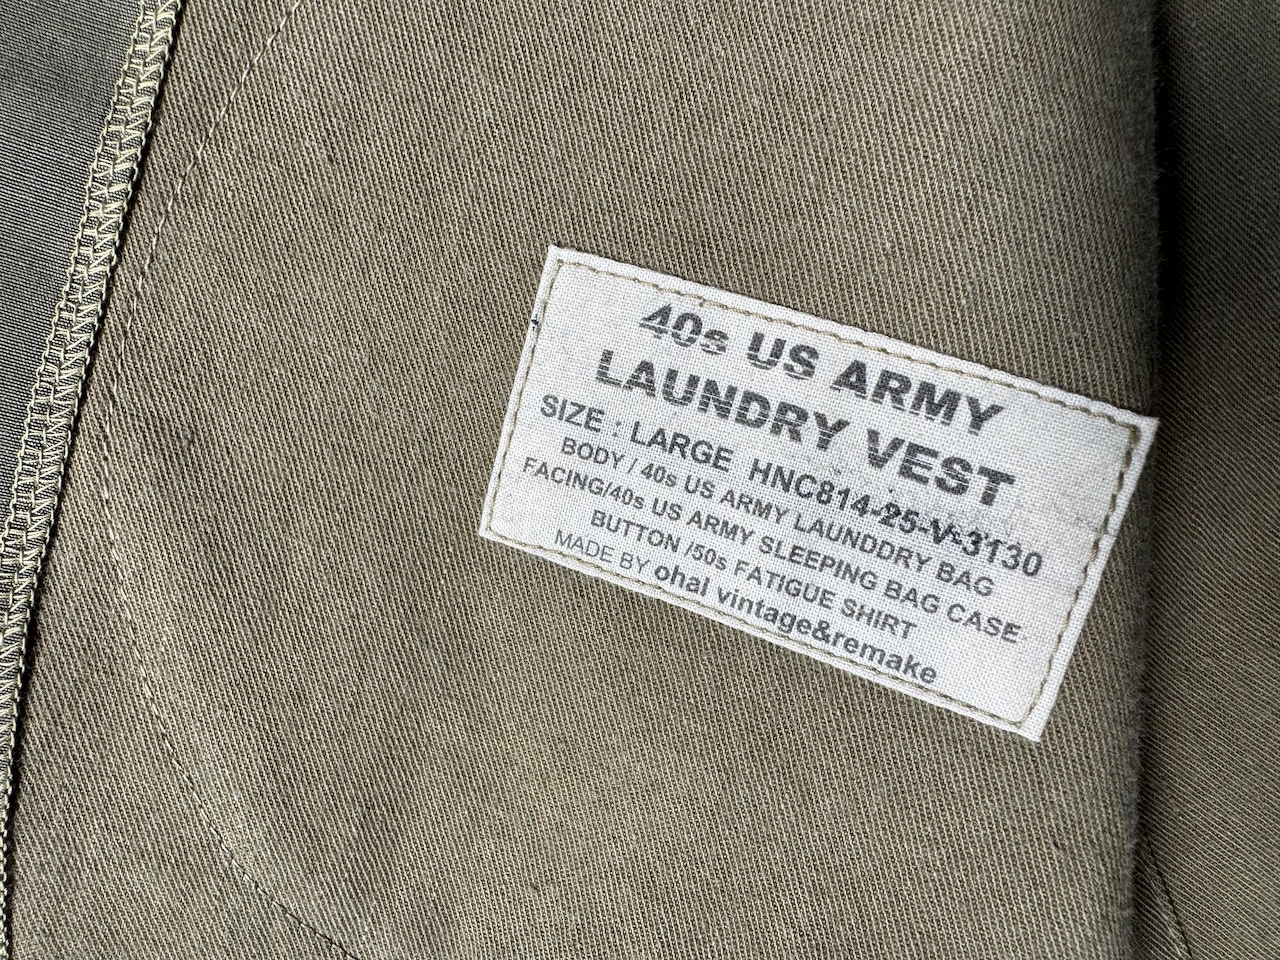 40s US ARMY
LAUNDRY VEST
SIZE : LARGE HNC814-25-V-3130
BODY / 40s US ARMY LAUNDDRY BAG
FACING/40s US ARMY SLEEPING BAG CASE
BUTTON /50s FATIGUE SHIRT
MADE BY ohal vintage&remake